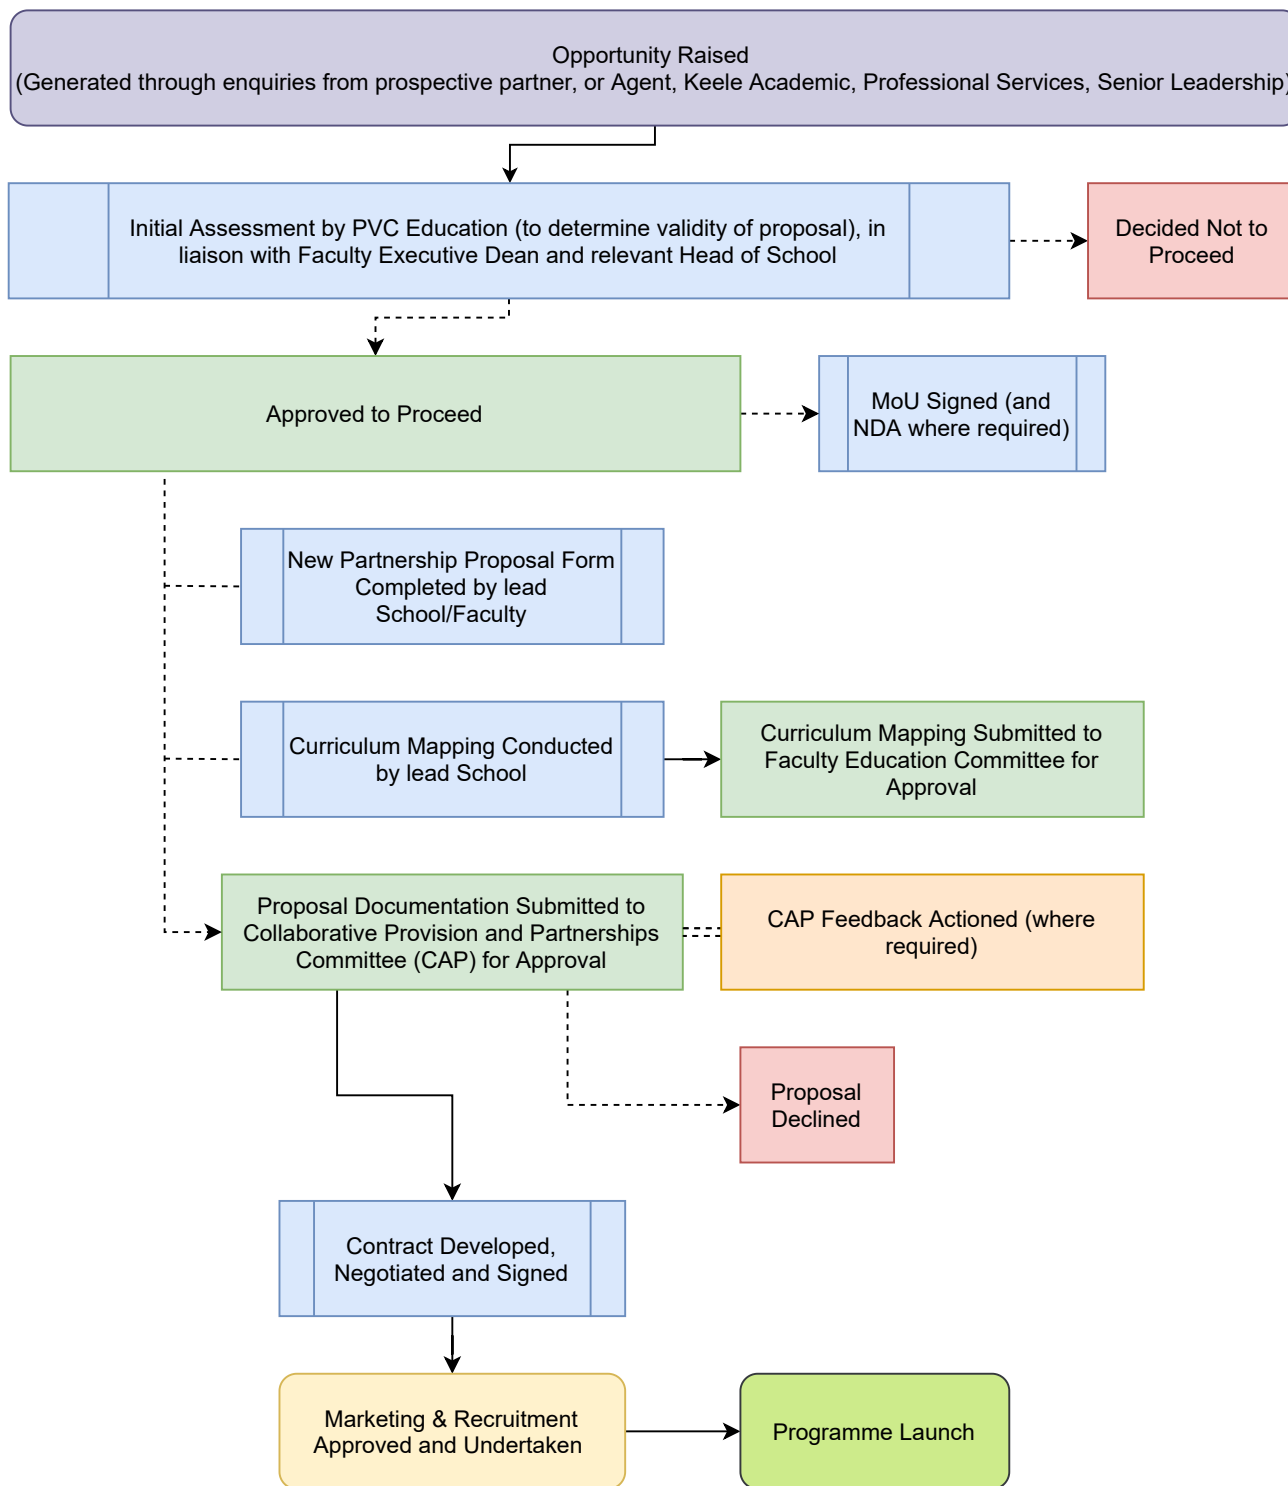 Opportunity Raised
(Generated through enquiries from prospective partner, or Agent, Keele Academic, Professional Services, Senior Leadership)
Initial Assessment by PVC Education (to determine validity of proposal), in
liaison with Faculty Executive Dean and relevant Head of School
Decided Not to
Proceed
Approved to Proceed
MoU Signed (and
NDA where required)
New Partnership Proposal Form
Completed by lead
School/Faculty
Curriculum Mapping Conducted
by lead School
Curriculum Mapping Submitted to
Faculty Education Committee for
Approval
Proposal Documentation Submitted to
Collaborative Provision and Partnerships
Committee (CAP) for Approval
CAP Feedback Actioned (where
required)
Proposal
Declined
Contract Developed,
Negotiated and Signed
Marketing & Recruitment
Approved and Undertaken
Programme Launch